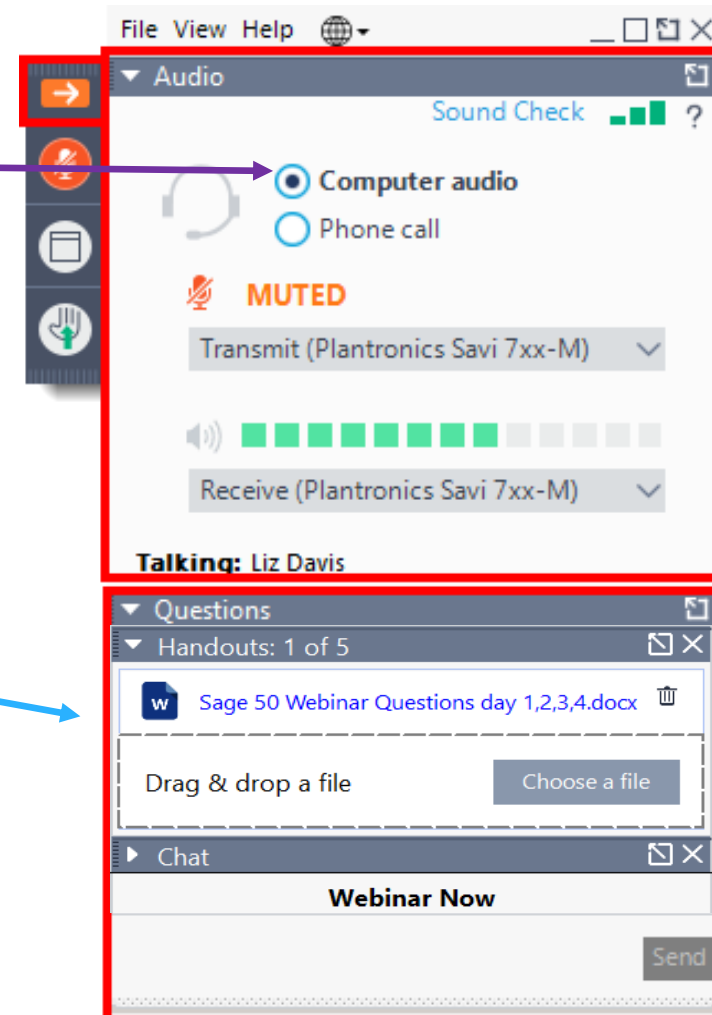 File View Help
Audio
Sound Check ?
Computer audio
Phone call
MUTED
Transmit (Plantronics Savi 7xx-M)
Receive (Plantronics Savi 7xx-M)
Talking: Liz Davis
Questions
Handouts: 1 of 5
W Sage 50 Webinar Questions day 1,2,3,4.docx
Drag & drop a file Choose a file
Chat
Webinar Now
Send